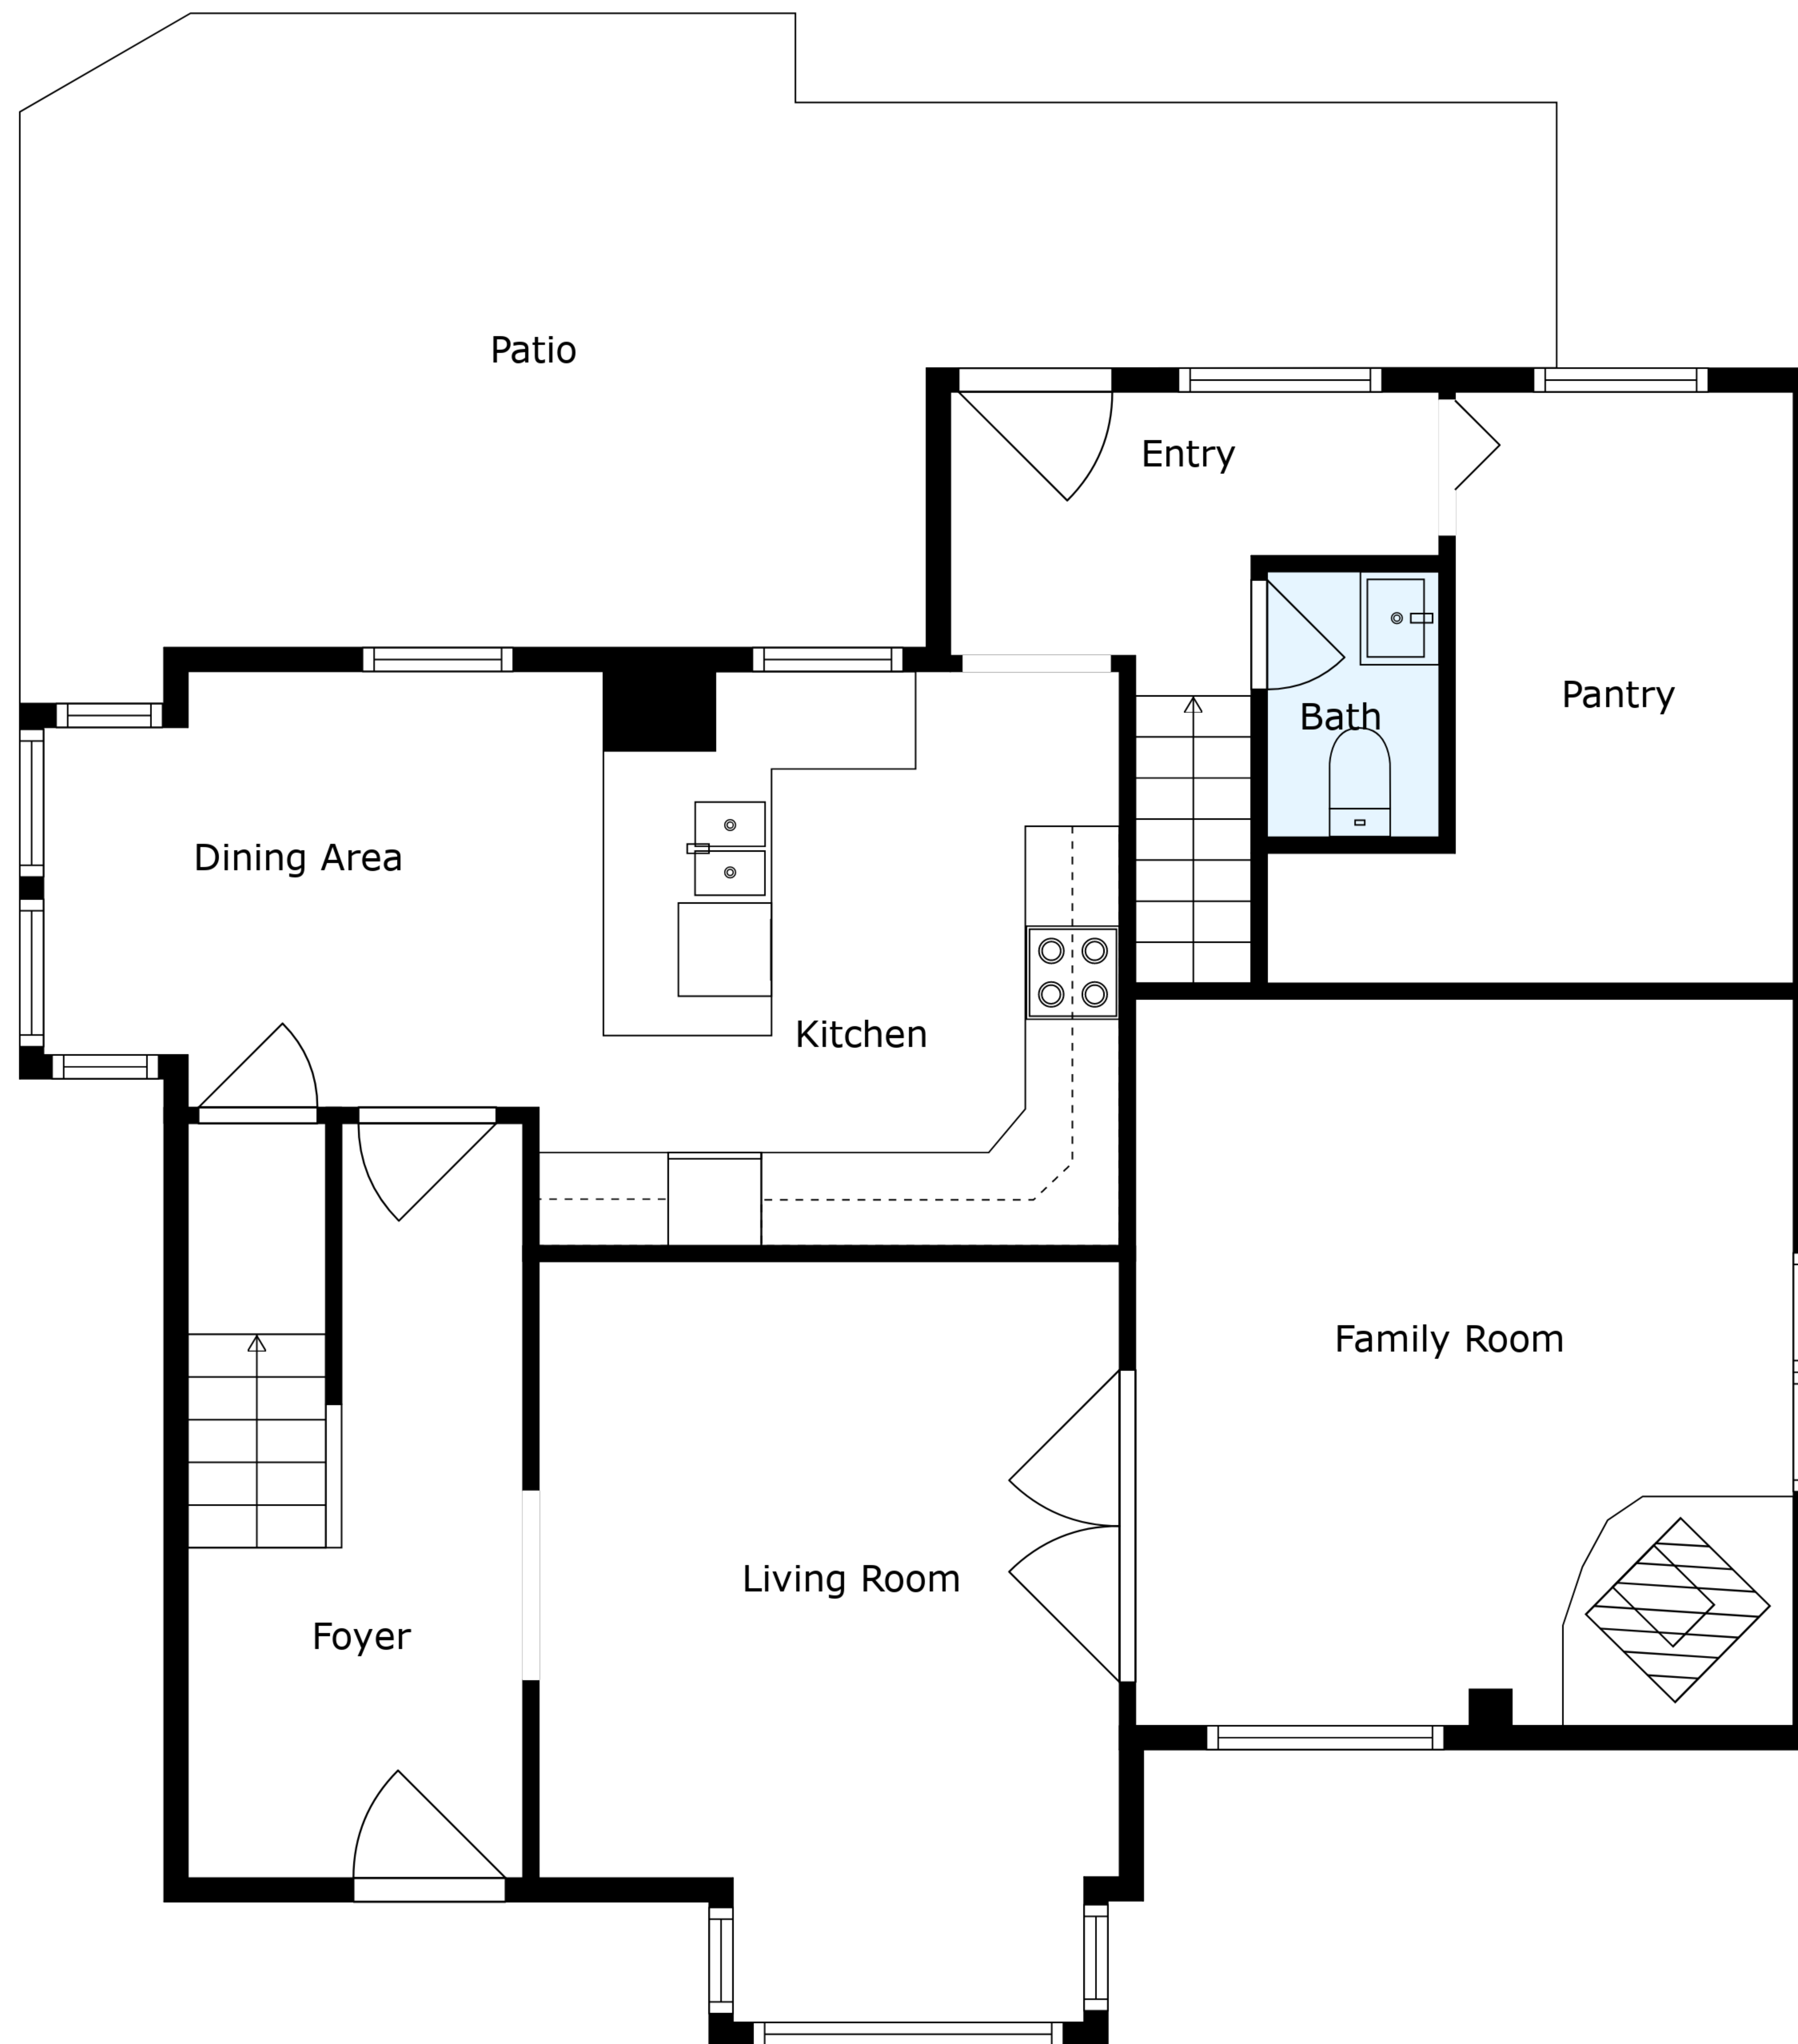 Patio
Entry
Pantry
Bath
Dining Area
Kitchen
Family Room
Living Room
Foyer